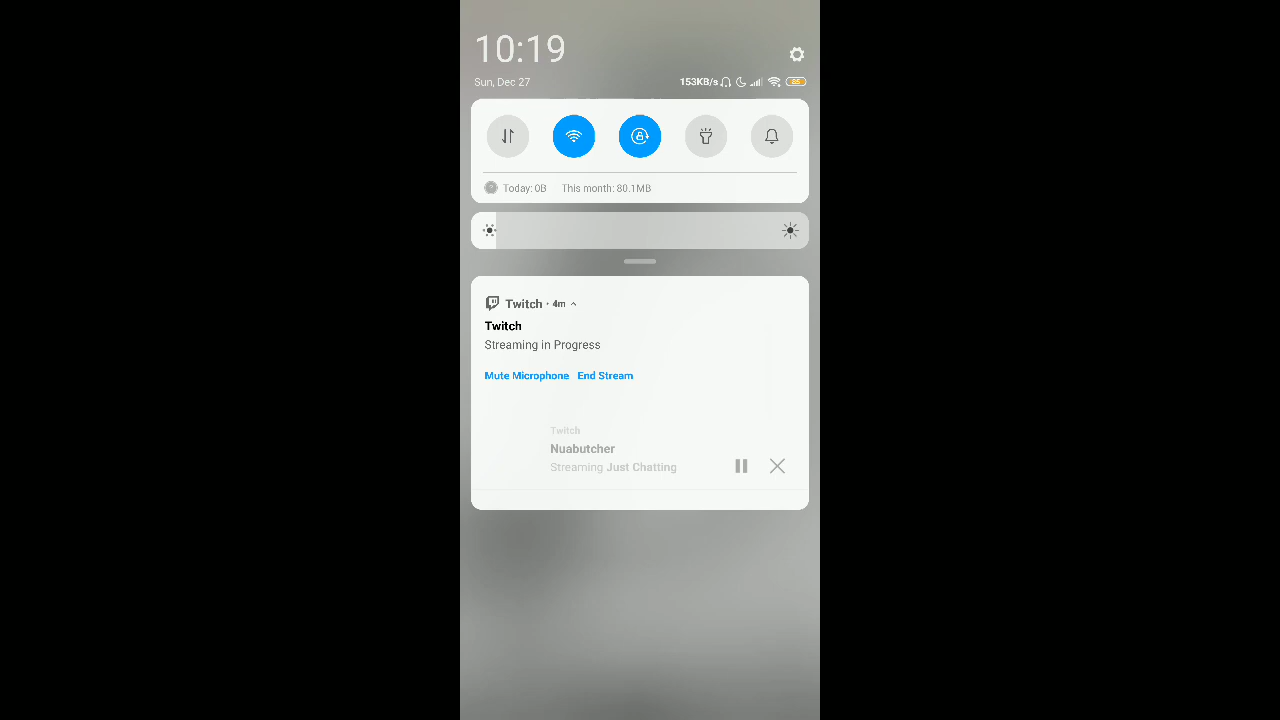 10:19
Sun, Dec 27
153KB/s
Today: 0B This month: 80.1MB
Twitch · 4m
Twitch
Streaming in Progress
Mute Microphone End Stream
Twitch
Nuabutcher
Streaming Just Chatting